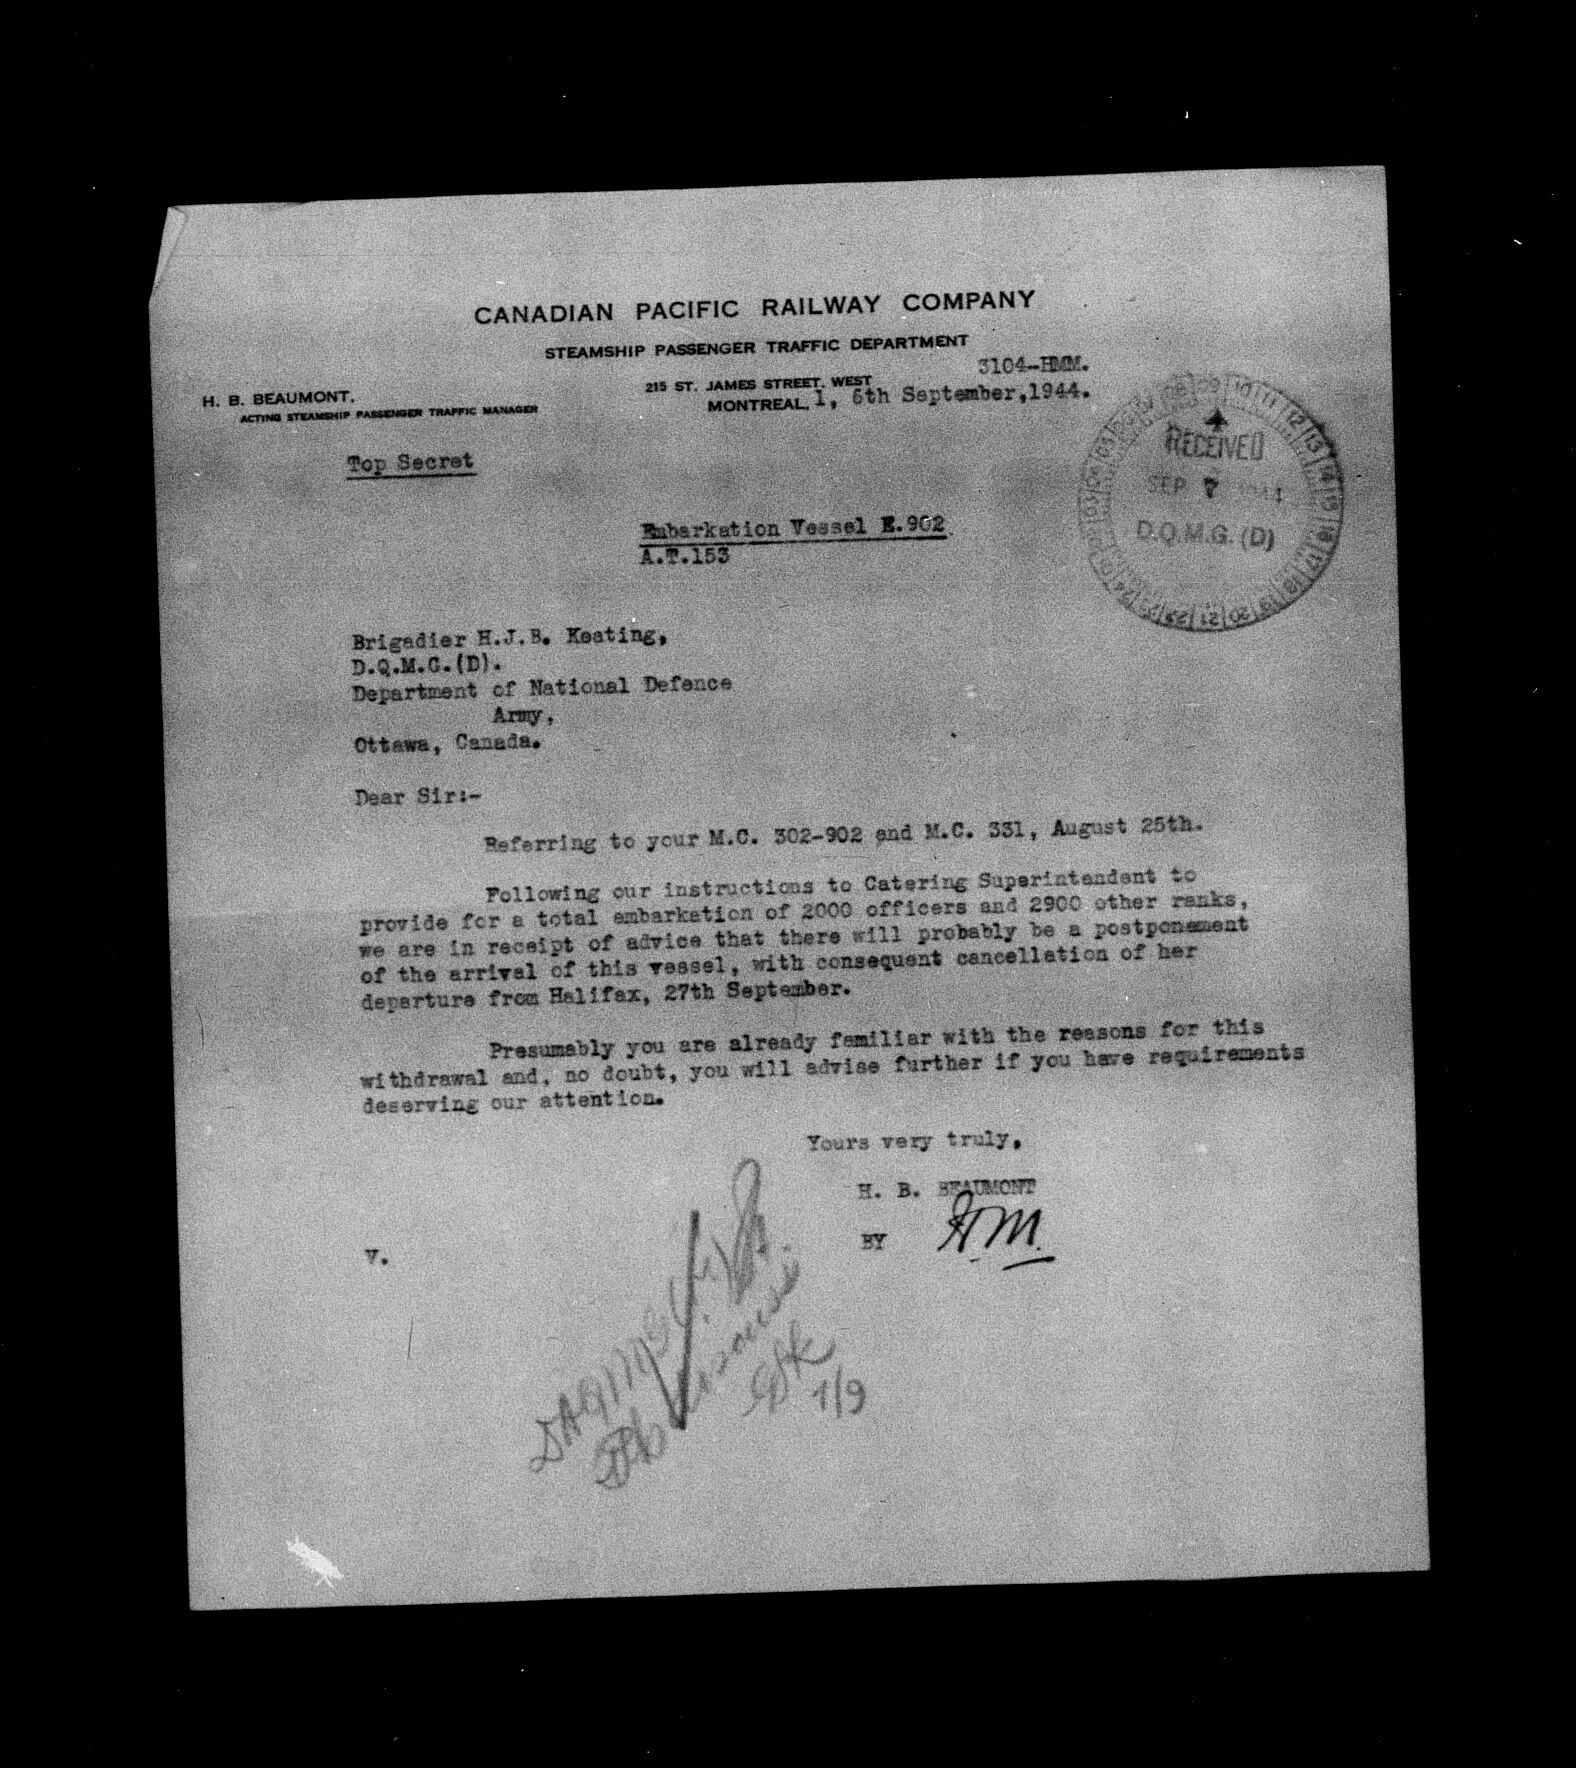 CANADIAN PACIFIC RAILWAY COMPANY
STEAMSHIP PASSENGER TRAFFIC DEPARTMENT
3104-HMM.
H. B. BEAUMONT,
ACTING STEAMSHIP PASSENGER TRAFFIC MANAGER
215 ST. JAMES STREET, WEST
MONTREAL, 1, 6th September,1944.
RECEIVED
SEP 7 1944
D.Q.M.G. (D)
Top Secret
Embarkation Vessel E.902
A.T.153
Brigadier H.J.B. Keating,
D.Q.M.G.(D).
Department of National Defence
Army,
Ottawa, Canada.
Dear Sir:-
Referring to your M.C. 302-902 and M.C. 331, August 25th.
Following our instructions to Catering Superintendent to
provide for a total embarkation of 2000 officers and 2900 other ranks,
we are in receipt of advice that there will probably be a postponement
of the arrival of this vessel, with consequent cancellation of her
departure from Halifax, 27th September.
Presumably you are already familiar with the reasons for this
withdrawal and, no doubt, you will advise further if you have requirements
deserving our attention.
Yours very truly,
H. B. BEAUMONT
BY H.M.
V.
7/9